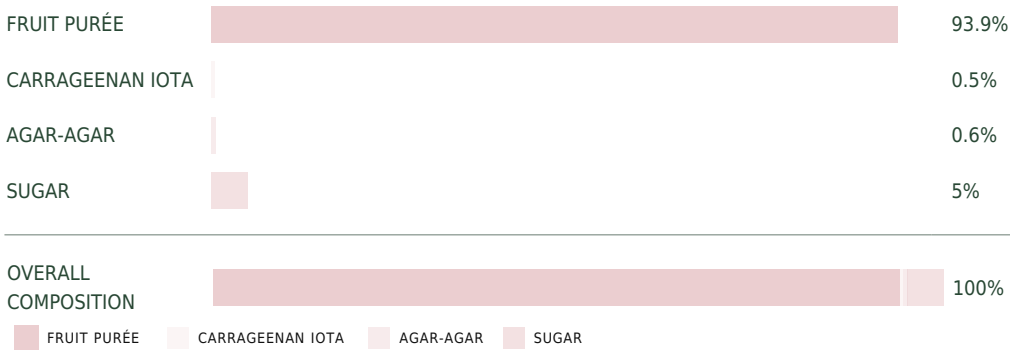 FRUIT PURÉE 93.9%
CARRAGEENAN IOTA 0.5%
AGAR-AGAR 0.6%
SUGAR 5%
OVERALL
COMPOSITION 100%
FRUIT PURÉE CARRAGEENAN IOTA AGAR-AGAR SUGAR